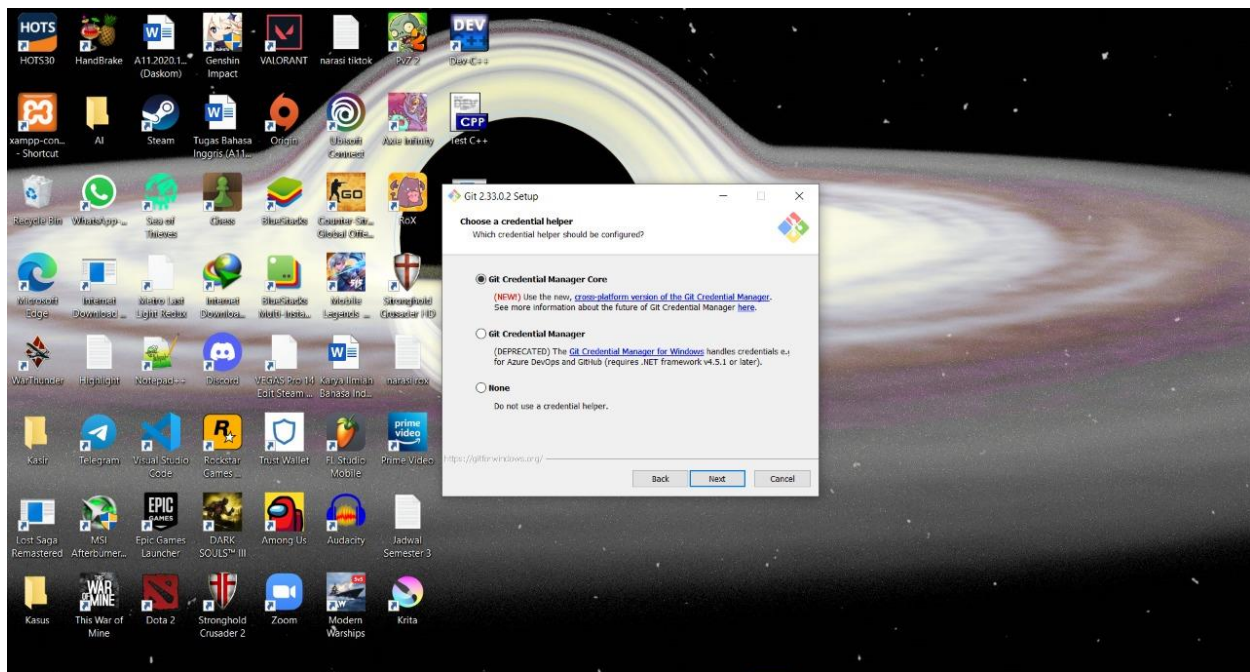 HOTS
DEV
HOTS30
HandBrake
A11.2020.1...
(Daskom)
Genshin
Impact
VALORANT
narasi tiktok
PvZ 2
Dev-C++
CPP
xampp-con...
- Shortcut
AI
Steam
Tugas Bahasa
Inggris (A11...
Origin
Ubisoft
Connect
Axie Infinity
Test C++
GO
Recycle Bin
WhatsApp -...
Sea of
Thieves
Chess
BlueStacks
Counter-Str...
Global Offe...
RoX
Microsoft
Edge
Internet
Download ...
Metro Last
Light Redux
Internet
Downloa...
BlueStacks
Multi-Insta...
Mobile
Legends ...
Stronghold
Crusader HD
WarThunder
Highlight
Notepad++
Discord
VEGAS Pro 14
Edit Steam ...
Karya Ilmiah
Bahasa Ind...
narasi rox
prime
video
Kasir
Telegram
Visual Studio
Code
Rockstar
Games ...
Trust Wallet
FL Studio
Mobile
Prime Video
EPIC
GAMES
Lost Saga
Remastered
MSI
Afterburner...
Epic Games
Launcher
DARK
SOULS™ III
Among Us
Audacity
Jadwal
Semester 3
THE
WAR
OF MINE
Kasus
This War of
Mine
Dota 2
Stronghold
Crusader 2
Zoom
Modern
Warships
Krita
Git 2.33.0.2 Setup
Choose a credential helper
Which credential helper should be configured?
Git Credential Manager Core
(NEW!) Use the new, cross-platform version of the Git Credential Manager.
See more information about the future of Git Credential Manager here.
Git Credential Manager
(DEPRECATED) The Git Credential Manager for Windows handles credentials e.g
for Azure DevOps and GitHub (requires .NET framework v4.5.1 or later).
None
Do not use a credential helper.
https://gitforwindows.org/
Back
Next
Cancel